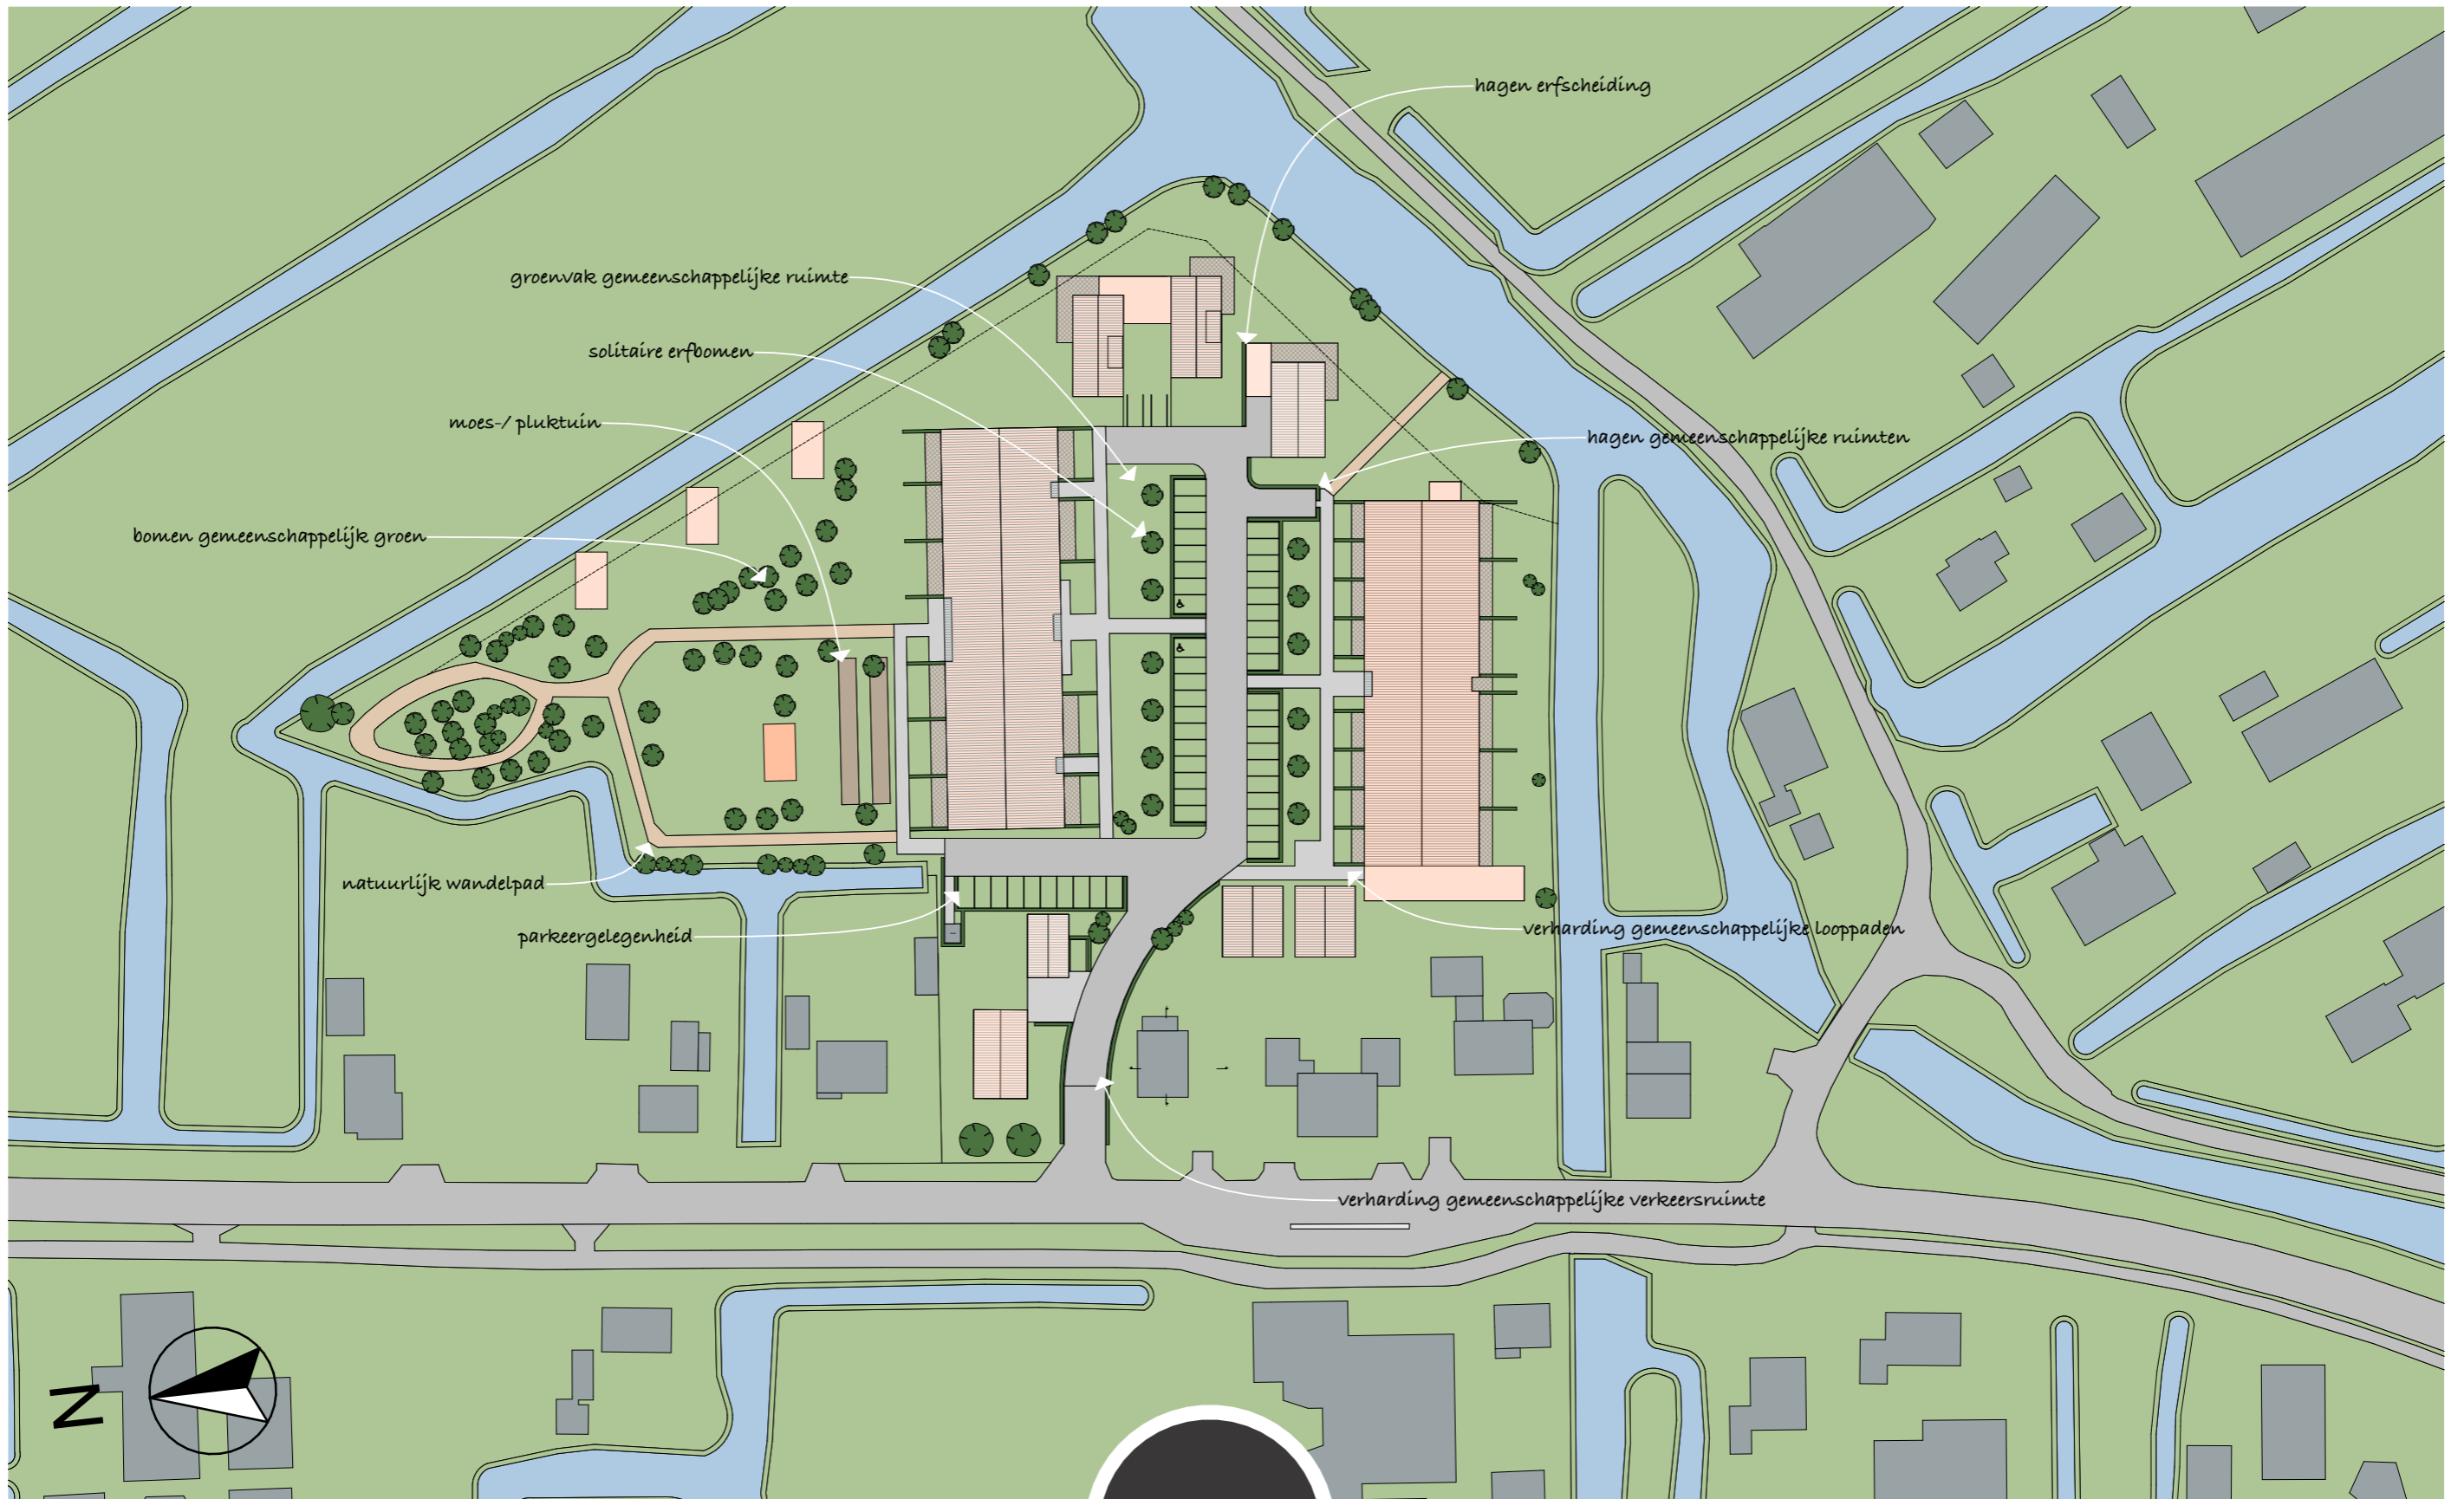 hagen erfscheiding
groenvak gemeenschappelijke ruimte
solitaire erfbomen
moes-/ pluktuin
hagen gemeenschappelijke ruimten
bomen gemeenschappelijk groen
natuurlijk wandelpad
parkeergelegenheid
verharding gemeenschappelijke looppaden
verharding gemeenschappelijke verkeersruimte
N